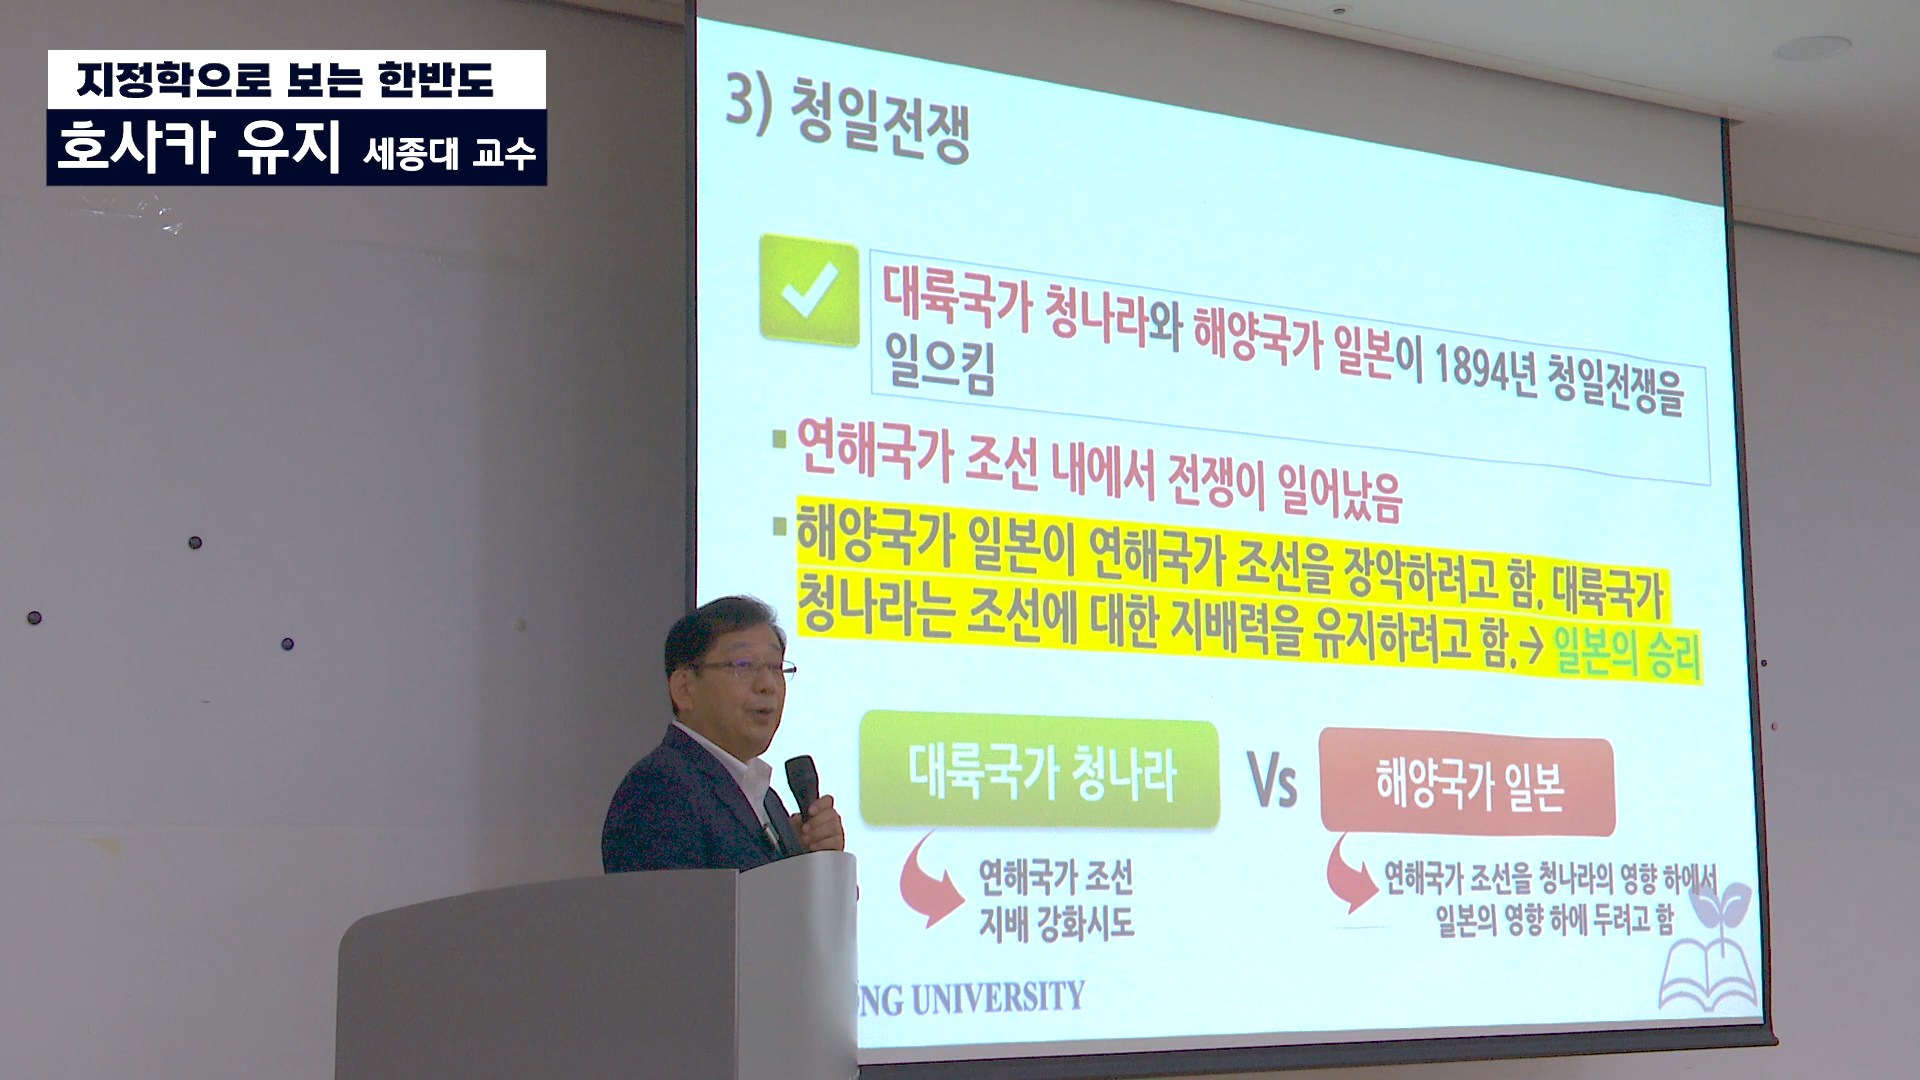 지정학으로 보는 한반도
호사카 유지 세종대 교수
3) 청일전쟁
대륙국가 청나라와 해양국가 일본이 1894년 청일전쟁을
일으킴
연해국가 조선 내에서 전쟁이 일어났음
해양국가 일본이 연해국가 조선을 장악하려고 함. 대륙국가
청나라는 조선에 대한 지배력을 유지하려고 함.→ 일본의 승리
대륙국가 청나라 Vs 해양국가 일본
연해국가 조선
지배 강화시도
연해국가 조선을 청나라의 영향 하에서
일본의 영향 하에 두려고 함
NG UNIVERSITY